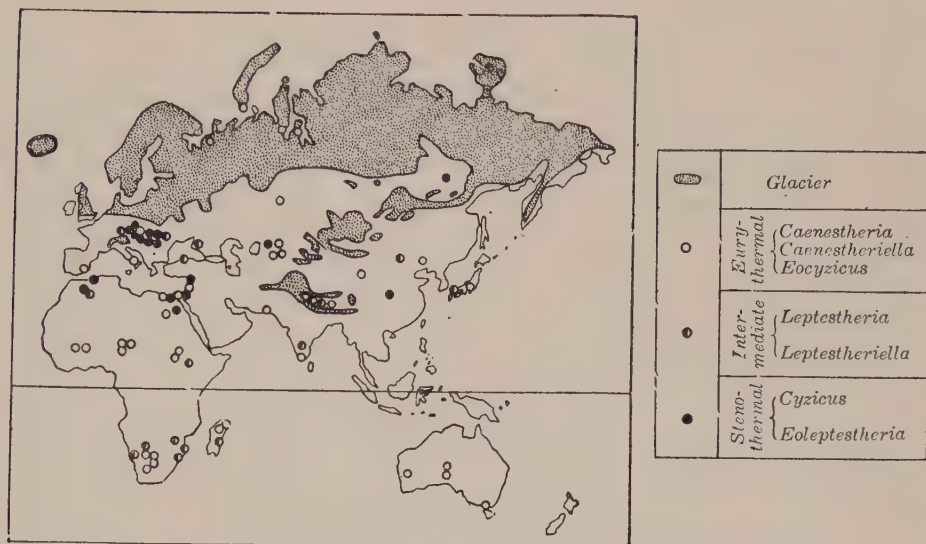 Glacier
Eury-
thermal
Caenestheria
Caenestheriella
Eocyzicus
Inter-
mediate
Leptestheria
Leptestheriella
Steno-
thermal
Cyzicus
Eoleptestheria